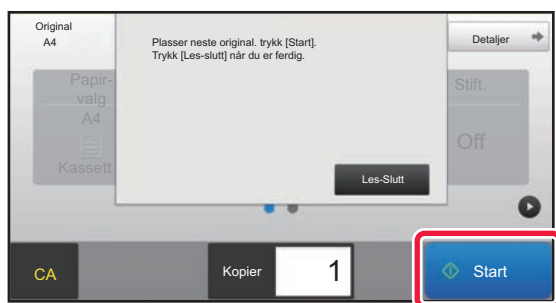 Original
A4
Plasser neste original. trykk [Start].
Trykk [Les-slutt] når du er ferdig.
Detaljer
Papir-
valg
A4
Kassett
Stift.
Off
Les-Slutt
CA
Kopier
1
Start